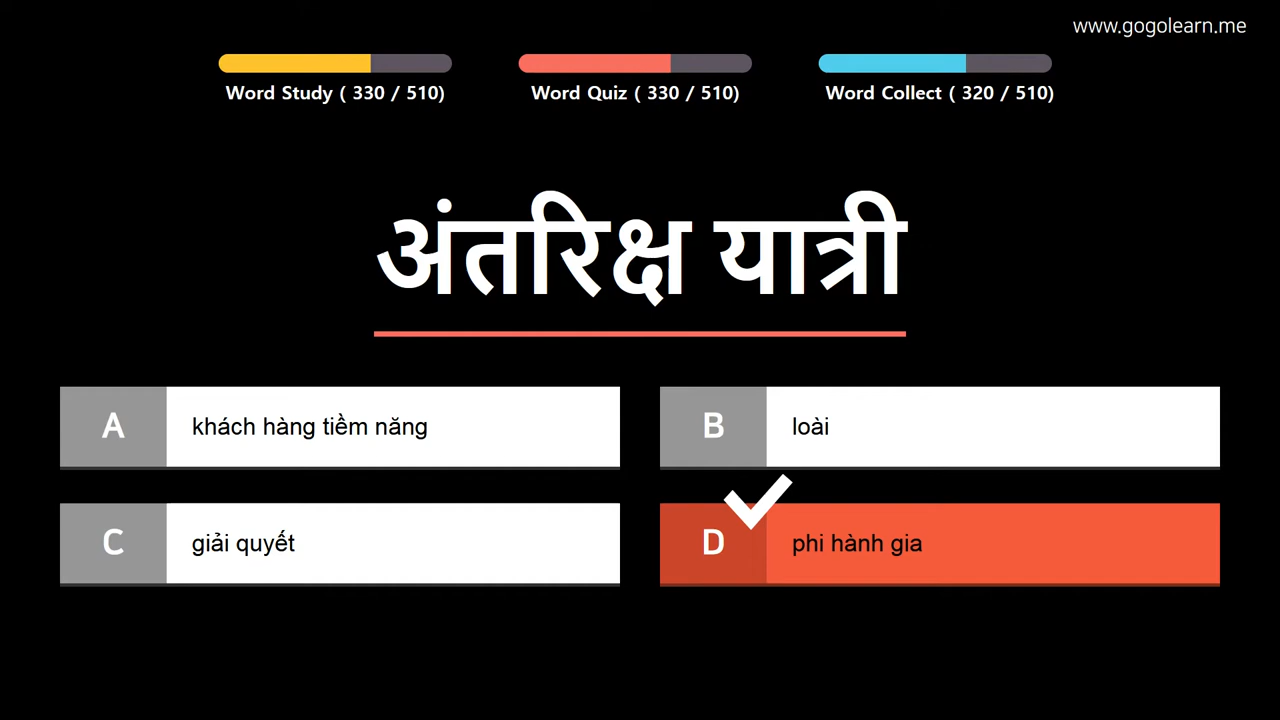 www.gogolearn.me
Word Study ( 330 / 510)
Word Quiz ( 330 / 510)
Word Collect ( 320 / 510)
अंतरिक्ष यात्री
A khách hàng tiềm năng
B loài
C giải quyết
D phi hành gia